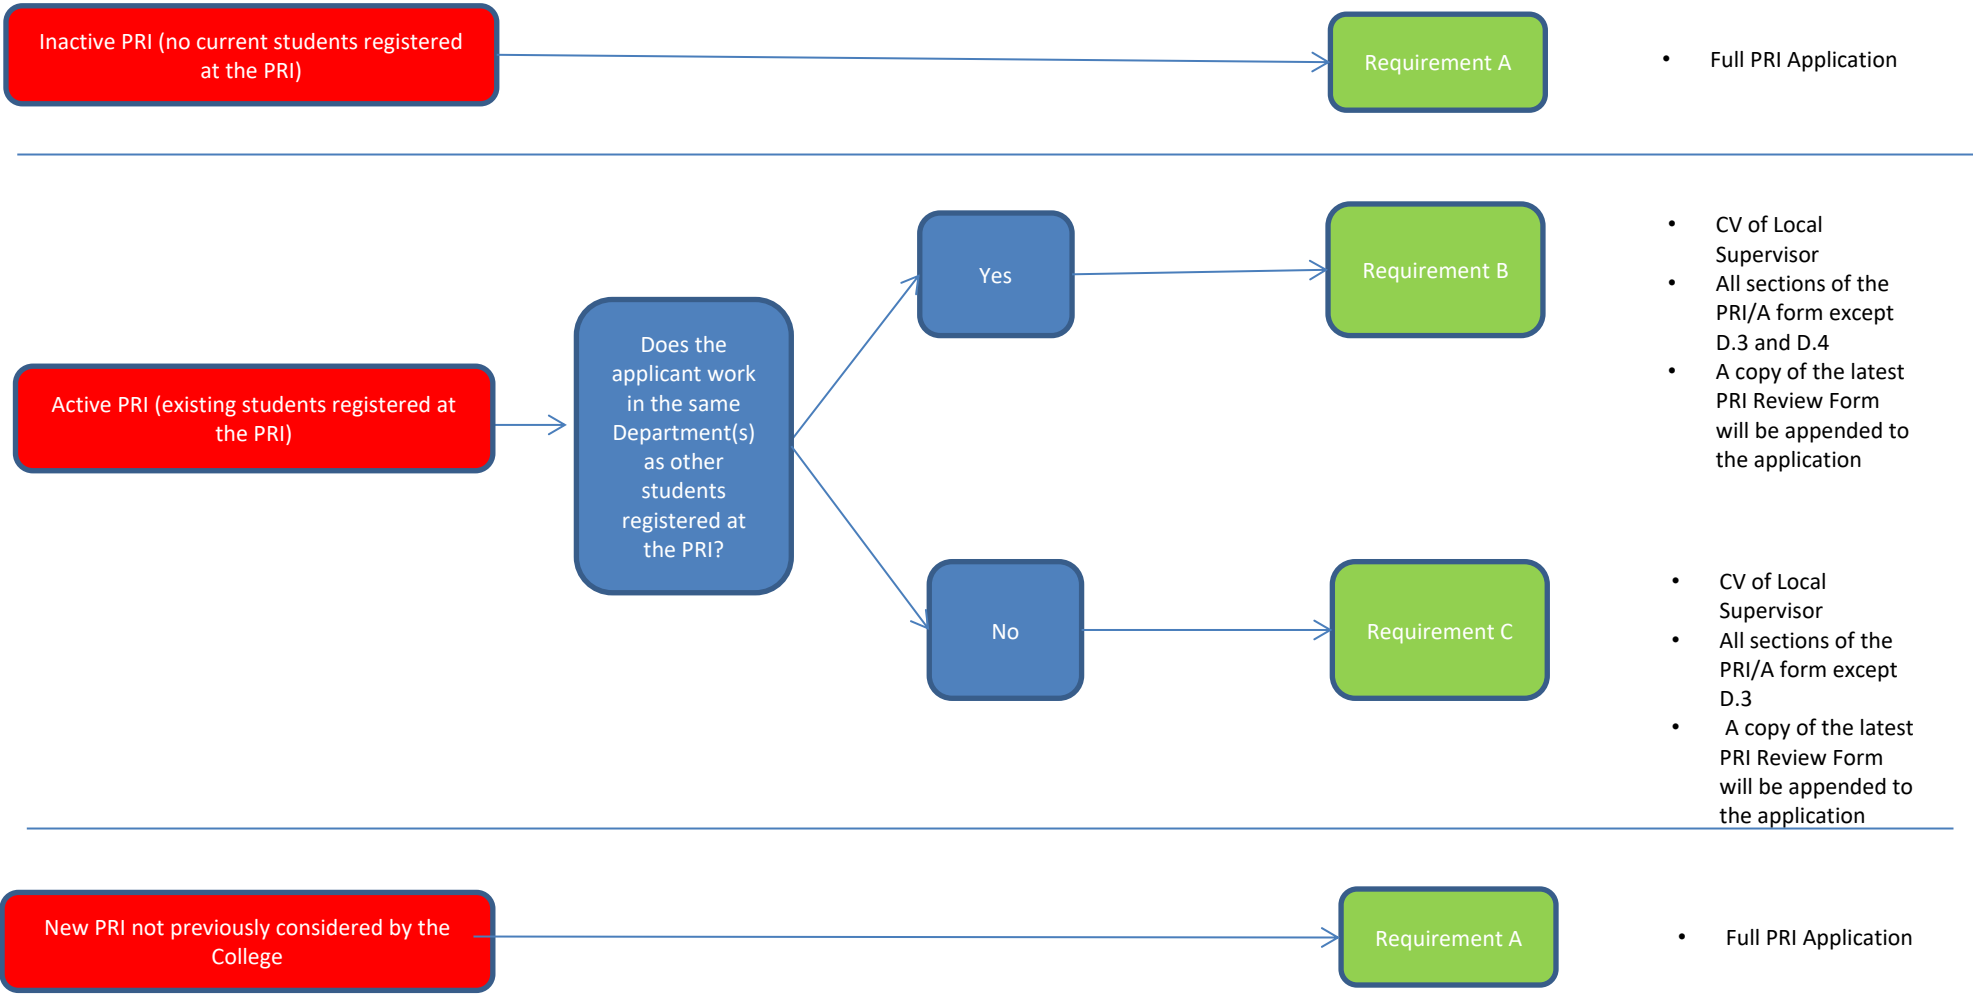 Inactive PRI (no current students registered
at the PRI)
Requirement A
• Full PRI Application
Active PRI (existing students registered at
the PRI)
Does the
applicant work
in the same
Department(s)
as other
students
registered at
the PRI?
Yes
Requirement B
• CV of Local
Supervisor
• All sections of the
PRI/A form except
D.3 and D.4
• A copy of the latest
PRI Review Form
will be appended to
the application
No
Requirement C
• CV of Local
Supervisor
• All sections of the
PRI/A form except
D.3
• A copy of the latest
PRI Review Form
will be appended to
the application
New PRI not previously considered by the
College
Requirement A
• Full PRI Application